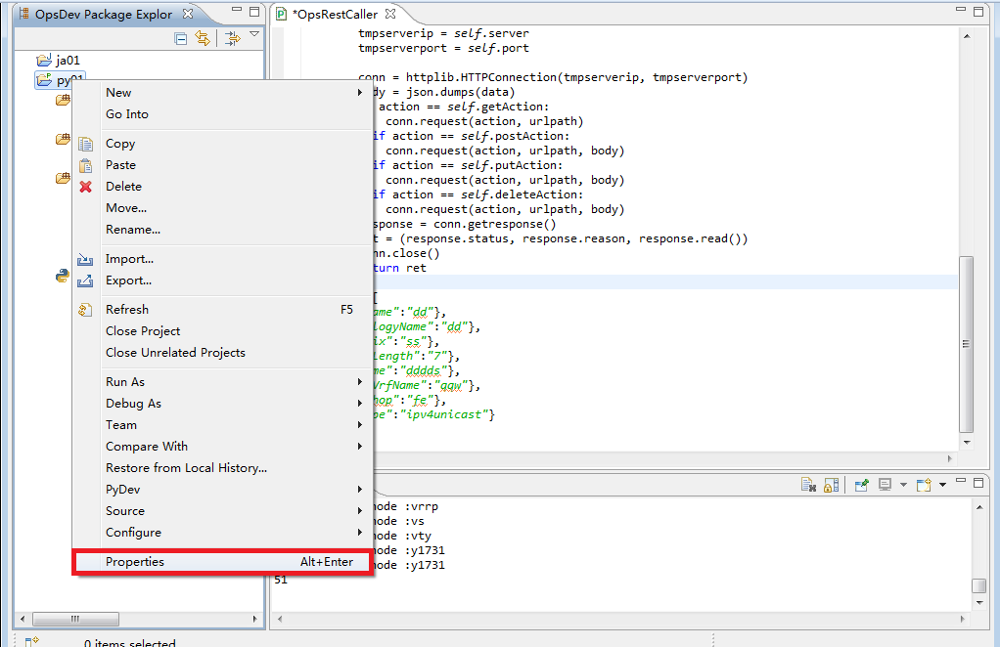 OpsDev Package Explor
ja01
py01
New
Go Into
Copy
Paste
Delete
Move...
Rename...
Import...
Export...
Refresh F5
Close Project
Close Unrelated Projects
Run As
Debug As
Team
Compare With
Restore from Local History...
PyDev
Source
Configure
Properties Alt+Enter
0 items selected
*OpsRestCaller
tmpserverip = self.server
tmpserverport = self.port
conn = httplib.HTTPConnection(tmpserverip, tmpserverport)
dy = json.dumps(data)
action == self.getAction:
conn.request(action, urlpath)
if action == self.postAction:
conn.request(action, urlpath, body)
if action == self.putAction:
conn.request(action, urlpath, body)
if action == self.deleteAction:
conn.request(action, urlpath, body)
sponse = conn.getresponse()
t = (response.status, response.reason, response.read())
nn.close()
turn ret
[
ame":"dd"},
logyName":"dd"},
ix":"ss"},
Length":"7"},
me":"dddds"},
VrfName":"qqw"},
hop":"fe"},
pe":"ipv4unicast"}
node :vrrp
node :vs
node :vty
node :y1731
node :y1731
51